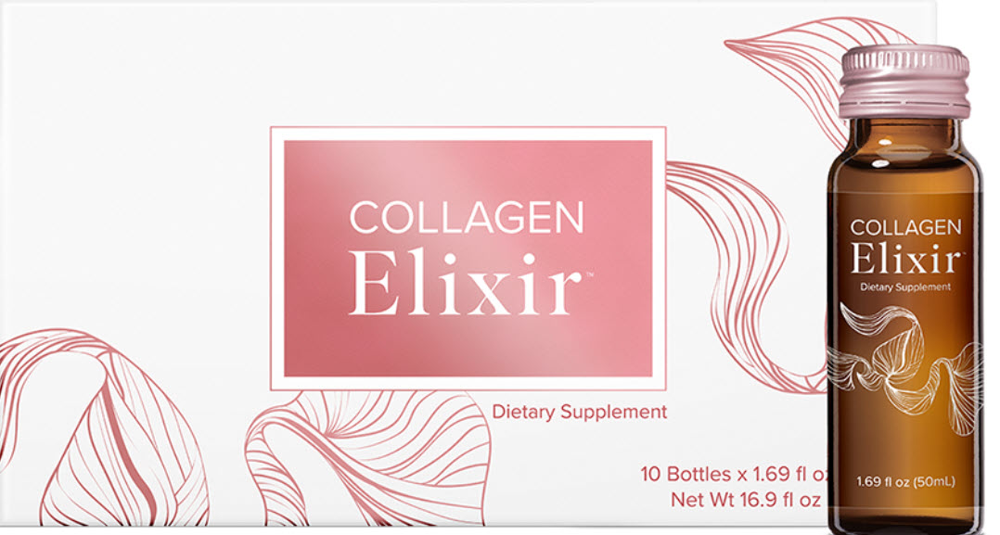 COLLAGEN
Elixir™
Dietary Supplement
10 Bottles x 1.69 fl oz
Net Wt 16.9 fl oz
COLLAGEN
Elixir™
Dietary Supplement
1.69 fl oz (50mL)